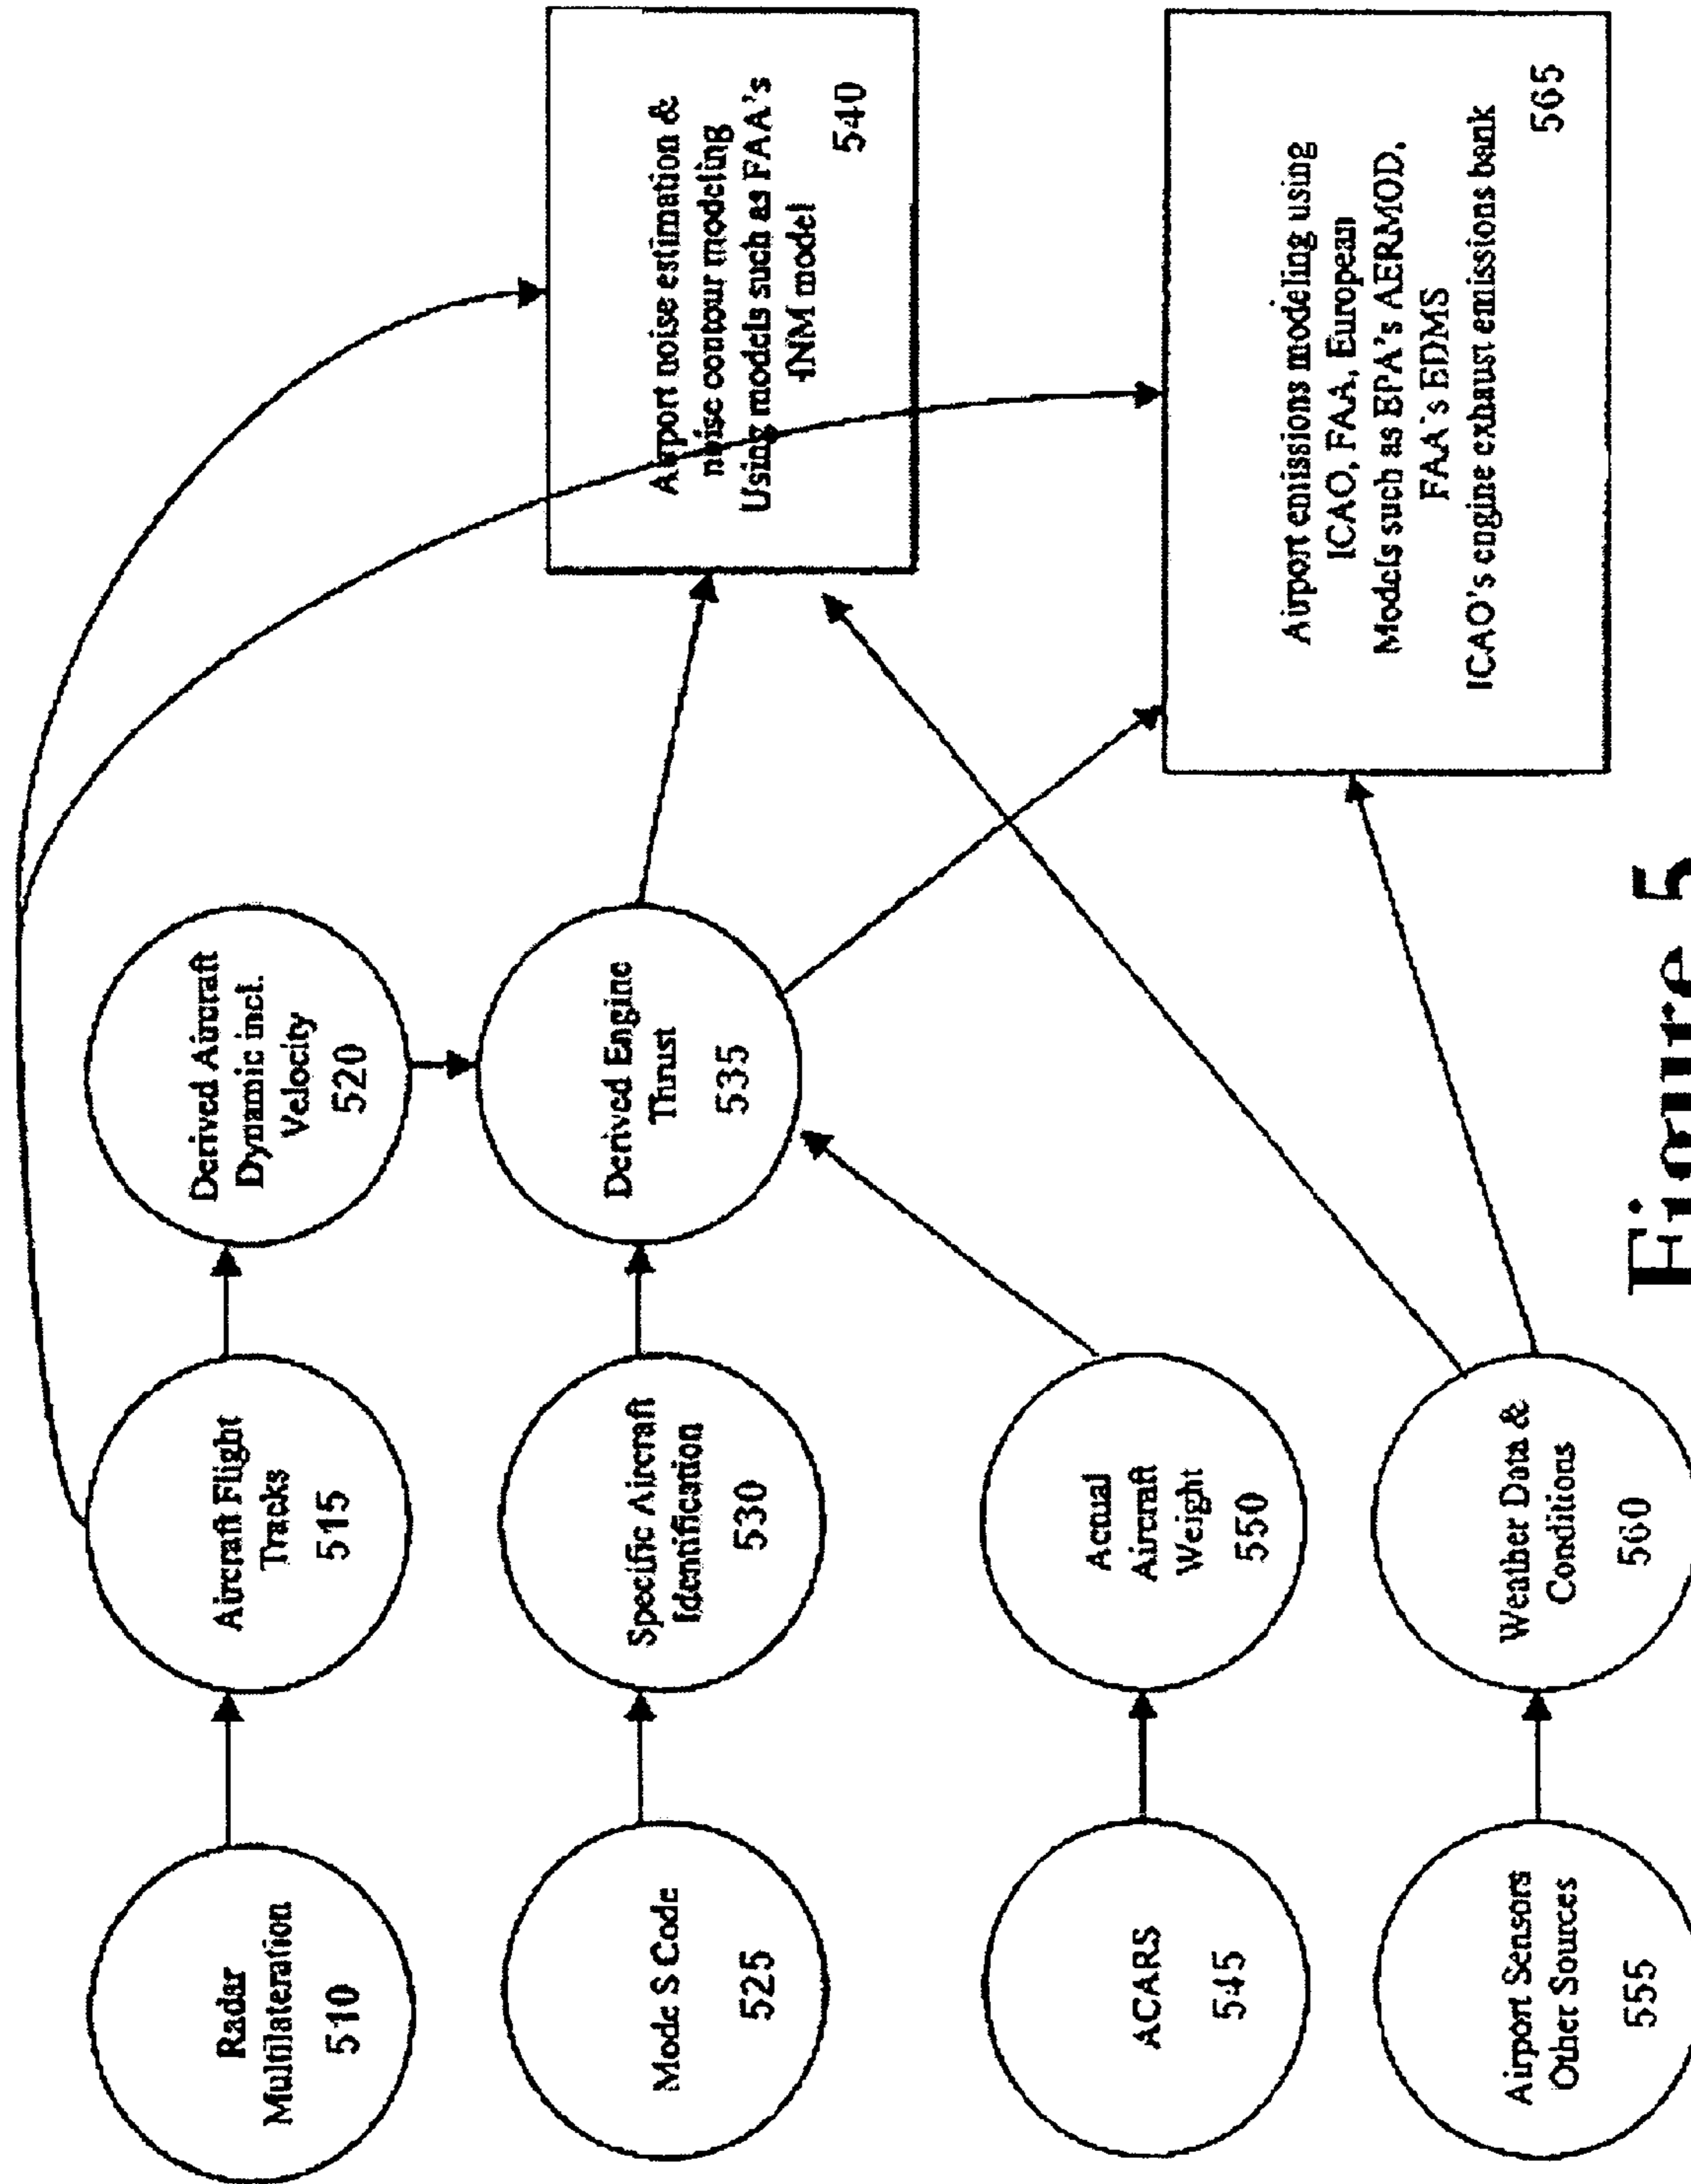 Radar
Multilateration
510
Aircraft Flight
Tracks
515
Derived Aircraft
Dynamic incl.
Velocity
520
Mode S Code
525
Specific Aircraft
Identification
530
Derived Engine
Thrust
535
Airport noise estimation &
noise contour modeling
Using models such as FAA's
INM model
540
ACARS
545
Actual
Aircraft
Weight
550
Airport Sensors
Other Sources
555
Weather Data &
Conditions
560
Airport emissions modeling using
ICAO, FAA, European
Models such as EPA's AERMOD,
FAA's EDMS
ICAO's engine exhaust emissions bank
565
Figure 5